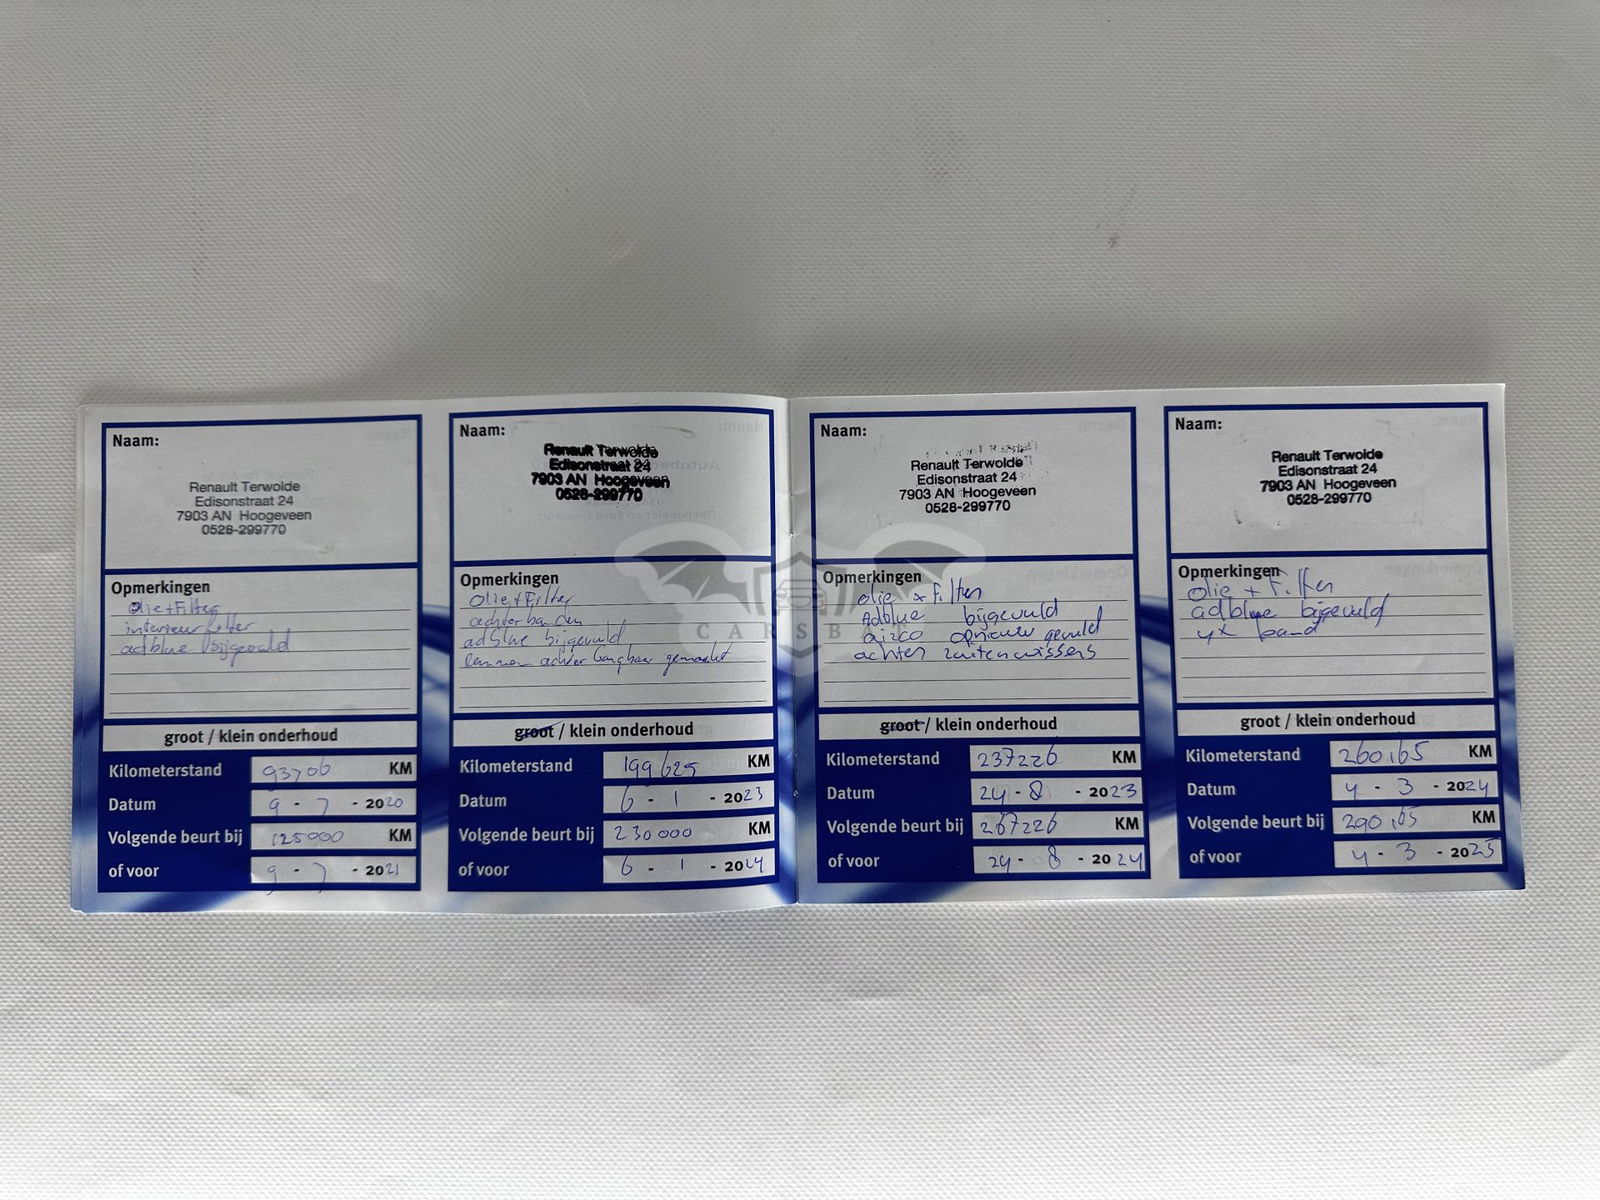 Naam:
Renault Terwolde
Edisonstraat 24
7903 AN Hoogeveen
0528-299770
Opmerkingen
Olie+Filter
interieurfilter
adblue bijgevuld
groot / klein onderhoud
Kilometerstand 93706 KM
Datum 9 - 7 - 2020
Volgende beurt bij 125000 KM
of voor 9 - 7 - 2021
Naam:
Renault Terwolde
Edisonstraat 24
7903 AN Hoogeveen
0528-299770
Opmerkingen
Olie+Filter
achterbanden
adblue bijgevuld
Remmen achter gangbaar gemaakt
groot / klein onderhoud
Kilometerstand 199625 KM
Datum 6 - 1 - 2023
Volgende beurt bij 230000 KM
of voor 6 - 1 - 2024
Naam:
Renault Terwolde
Edisonstraat 24
7903 AN Hoogeveen
0528-299770
Opmerkingen
olie + Filter
Adblue bijgevuld
airco opnieuw gevuld
achter ruitenwissers
groot / klein onderhoud
Kilometerstand 237226 KM
Datum 24 - 8 - 2023
Volgende beurt bij 267226 KM
of voor 24 - 8 - 2024
Naam:
Renault Terwolde
Edisonstraat 24
7903 AN Hoogeveen
0528-299770
Opmerkingen
olie + Filter
adblue bijgevuld
4x band
groot / klein onderhoud
Kilometerstand 260165 KM
Datum 4 - 3 - 2024
Volgende beurt bij 290165 KM
of voor 4 - 3 - 2025